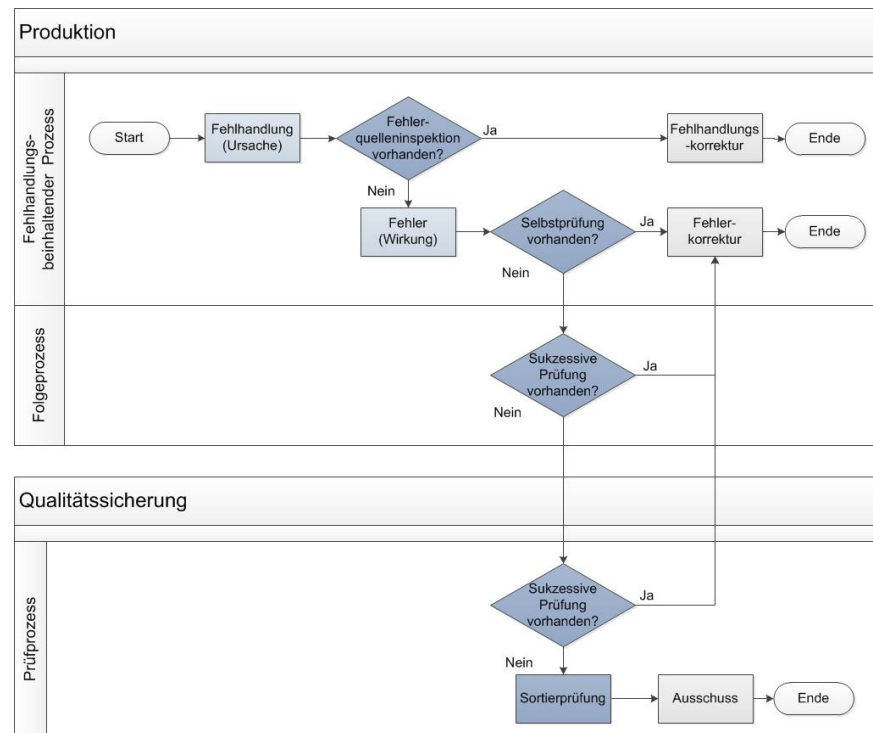 Produktion
Fehlhandlungs-
beinhaltender Prozess
Start
Fehlhandlung
(Ursache)
Fehler-
quelleninspektion
vorhanden?
Ja
Fehlhandlungs
-korrektur
Ende
Nein
Fehler
(Wirkung)
Selbstprüfung
vorhanden?
Ja
Fehler-
korrektur
Ende
Nein
Folgeprozess
Sukzessive
Prüfung
vorhanden?
Ja
Nein
Qualitätssicherung
Prüfprozess
Sukzessive
Prüfung
vorhanden?
Ja
Nein
Sortierprüfung
Ausschuss
Ende